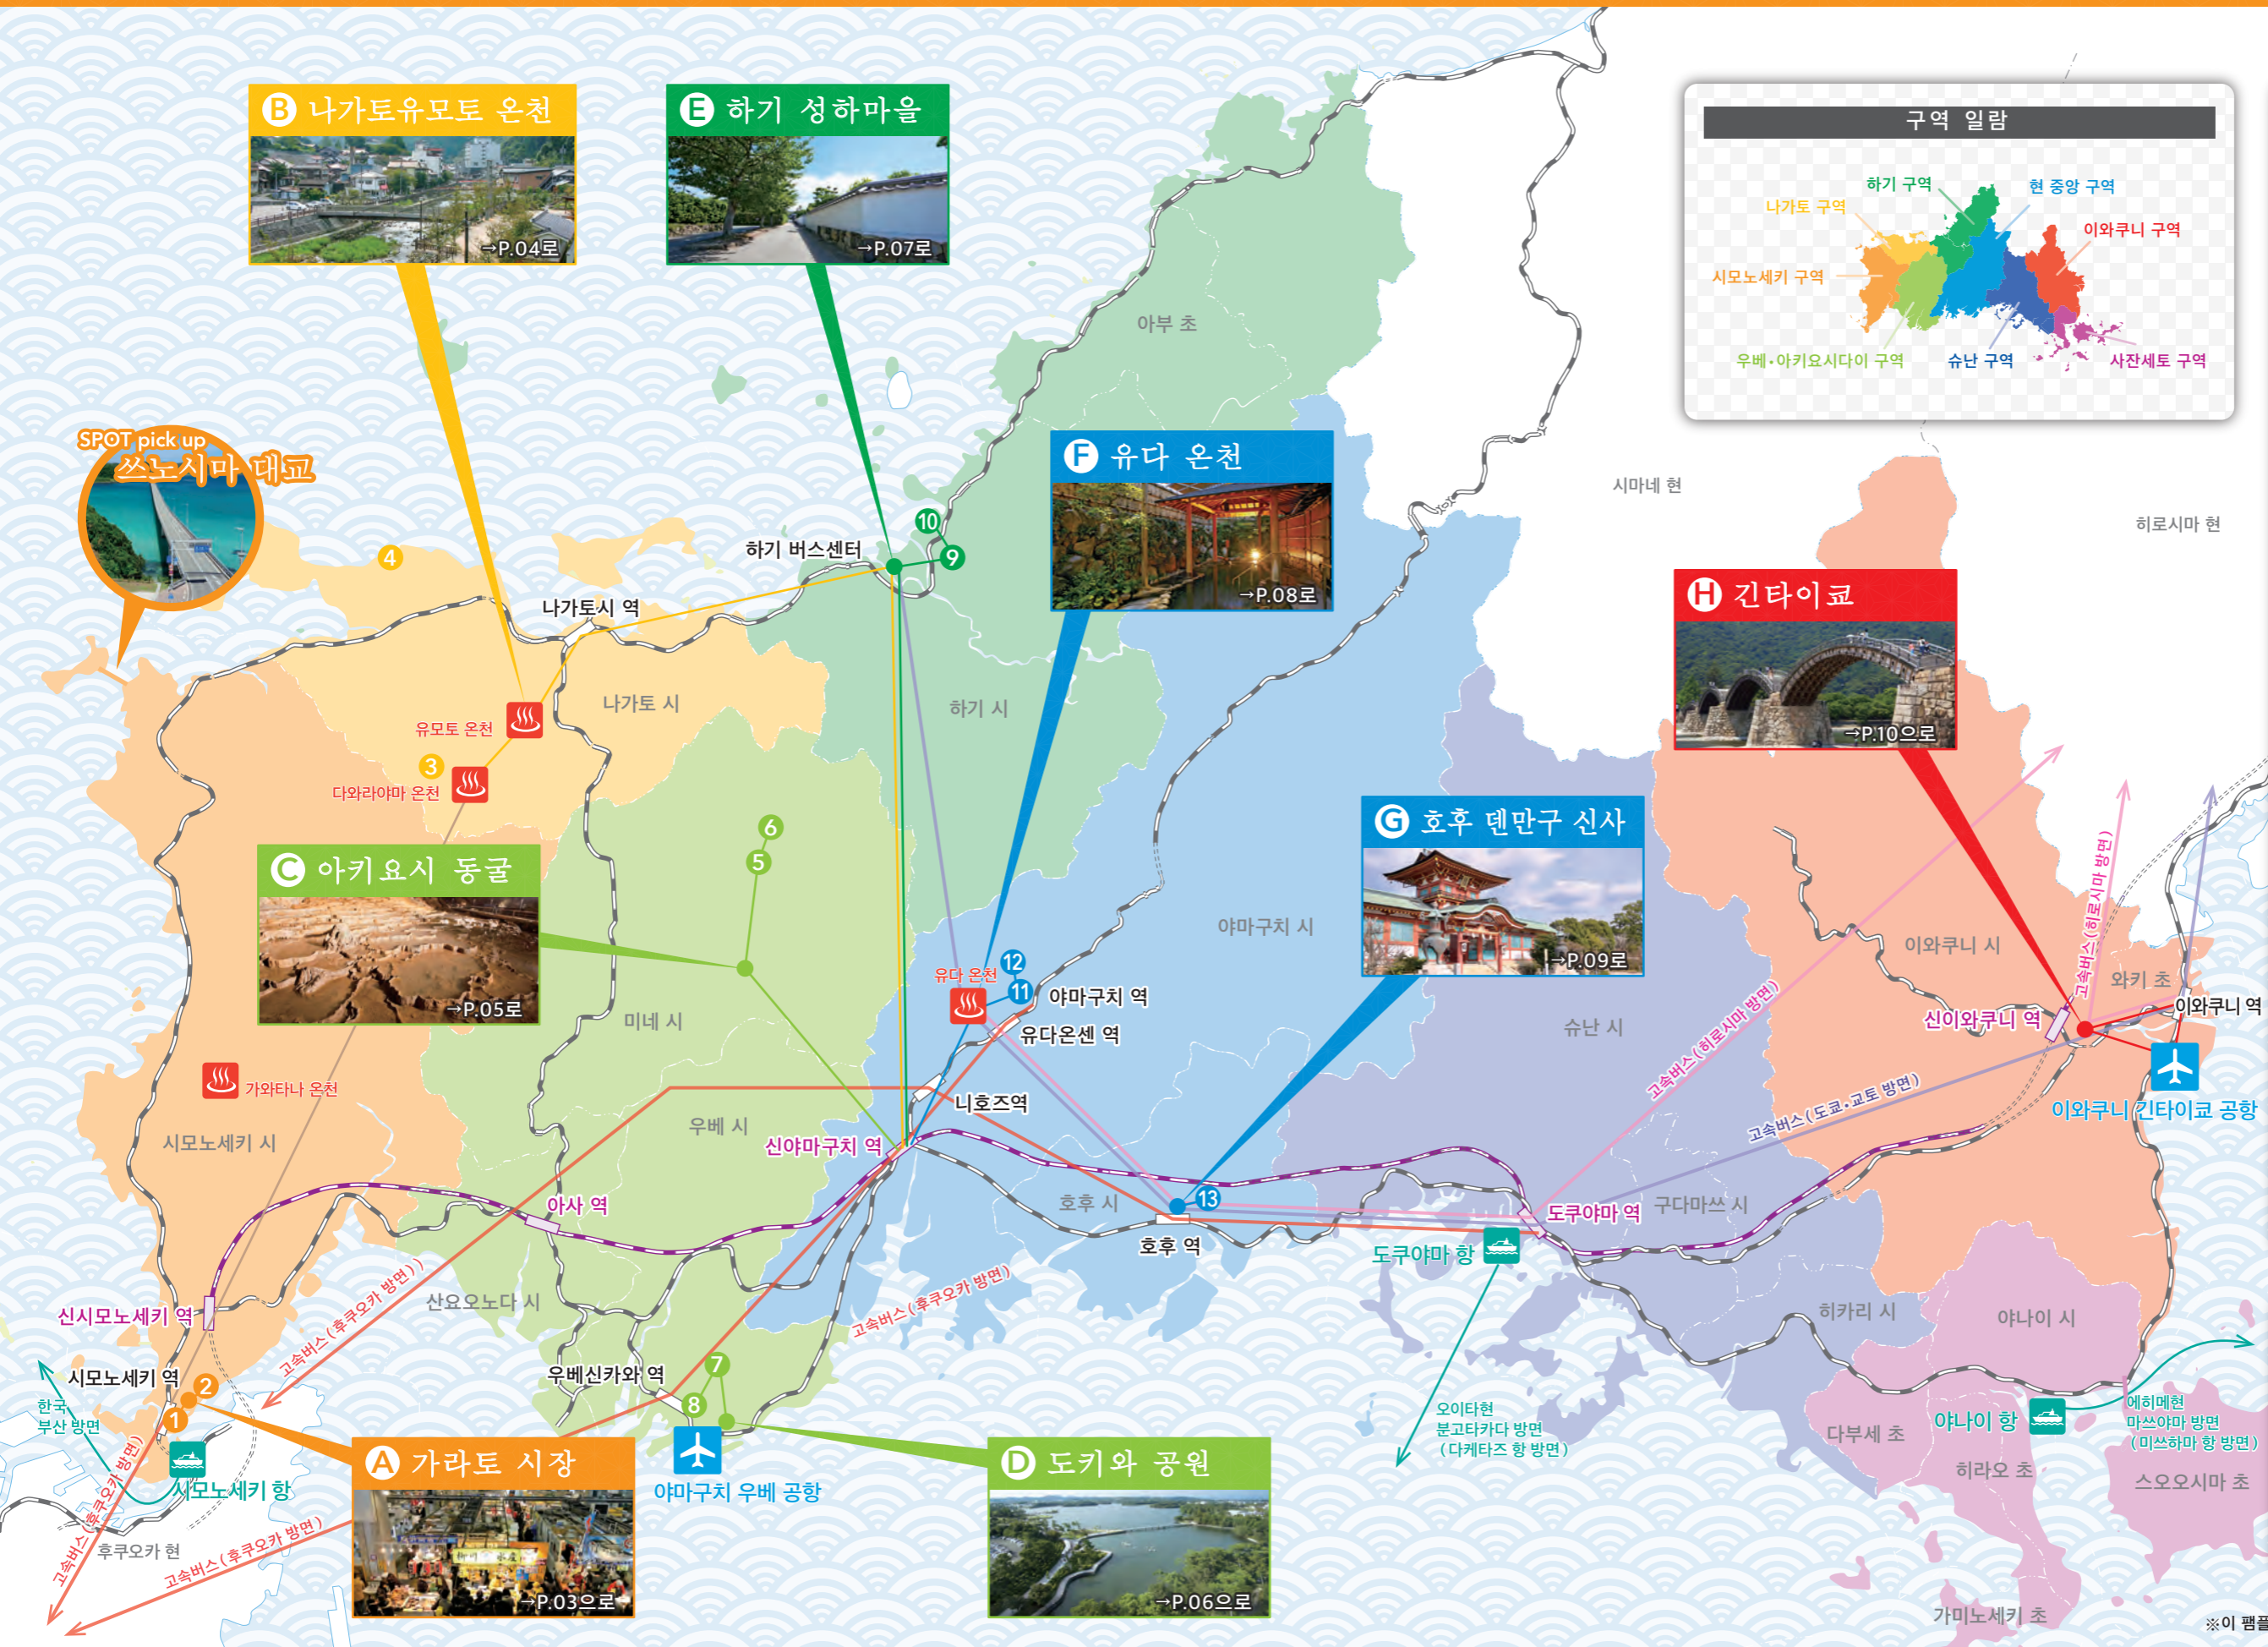 B 나가토유모토 온천
→P.04로
E 하기 성하마을
→P.07로
구역 일람
하기 구역
현 중앙 구역
나가토 구역
이와쿠니 구역
시모노세키 구역
우베·아키요시다이 구역
슈난 구역
사잔세토 구역
아부 초
SPOT pick up
쓰노시마 대교
F 유다 온천
→P.08로
시마네 현
히로시마 현
4
10
9
하기 버스센터
나가토시 역
H 긴타이쿄
→P.10으로
나가토 시
하기 시
유모토 온천
3
다와라야마 온천
G 호후 덴만구 신사
→P.09로
6
5
C 아키요시 동굴
→P.05로
야마구치 시
이와쿠니 시
와키 초
고속버스(히로시마 방면)
유다 온천
12
11
야마구치 역
유다온센 역
미네 시
슈난 시
신이와쿠니 역
이와쿠니 역
고속버스(히로시마 방면)
가와타나 온천
니호즈역
이와쿠니 긴타이쿄 공항
고속버스(도쿄·교토 방면)
시모노세키 시
우베 시
신야마구치 역
아사 역
호후 시
13
호후 역
도쿠야마 역
구다마쓰 시
도쿠야마 항
신시모노세키 역
산요오노다 시
고속버스(후쿠오카 방면))
고속버스(후쿠오카 방면)
히카리 시
야나이 시
시모노세키 역
2
1
한국
부산 방면
우베신카와 역
7
8
오이타현
분고타카다 방면
(다케타즈 항 방면)
다부세 초
야나이 항
에히메현
마쓰야마 방면
(미쓰하마 항 방면)
히라오 초
스오오시마 초
시모노세키 항
A 가라토 시장
→P.03으로
야마구치 우베 공항
D 도키와 공원
→P.06으로
고속버스(후쿠오카 방면)
고속버스(후쿠오카 방면)
후쿠오카 현
가미노세키 초
※이 팸플